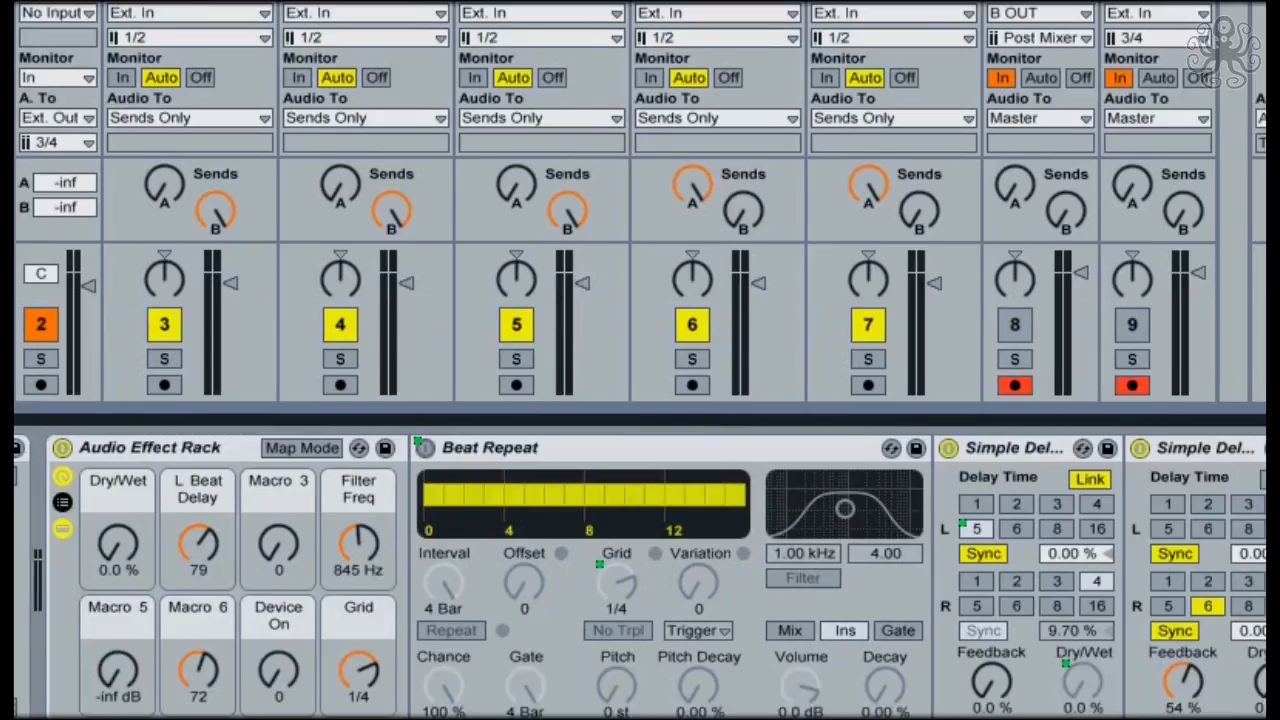 No Input Ext. In Ext. In Ext. In Ext. In Ext. In B OUT Ext. In
1/2 1/2 1/2 1/2 1/2 Post Mixer 3/4
Monitor Monitor Monitor Monitor Monitor Monitor Monitor Monitor
In In Auto Off In Auto Off In Auto Off In Auto Off In Auto Off In Auto Off In Auto Off
A. To Audio To Audio To Audio To Audio To Audio To Audio To Audio To
Ext. Out Sends Only Sends Only Sends Only Sends Only Sends Only Master Master
3/4
Sends Sends Sends Sends Sends Sends Sends
A -inf A A A A A A A
B -inf B B B B B B B
C
2 3 4 5 6 7 8 9
S S S S S S S S
Audio Effect Rack Map Mode Beat Repeat Simple Del... Simple Del...
Dry/Wet L Beat Delay Macro 3 Filter Freq
0.0 % 79 0 845 Hz
Macro 5 Macro 6 Device On Grid
-inf dB 72 0 1/4
0 4 8 12
Interval Offset Grid Variation 1.00 kHz 4.00
Filter
4 Bar 0 1/4 0
Repeat No Trpl Trigger Mix Ins Gate
Chance Gate Pitch Pitch Decay Volume Decay
100 % 4 Bar 0 st 0.00 % 0.0 dB 0.00 %
Delay Time Link
1 2 3 4
L 5 6 8 16
Sync 0.00 %
1 2 3 4
R 5 6 8 16
Sync 9.70 %
Feedback Dry/Wet
0.0 % 0.0 %
Delay Time
1 2 3
L 5 6 8
Sync
1 2 3
R 5 6 8
Sync
Feedback
54 %